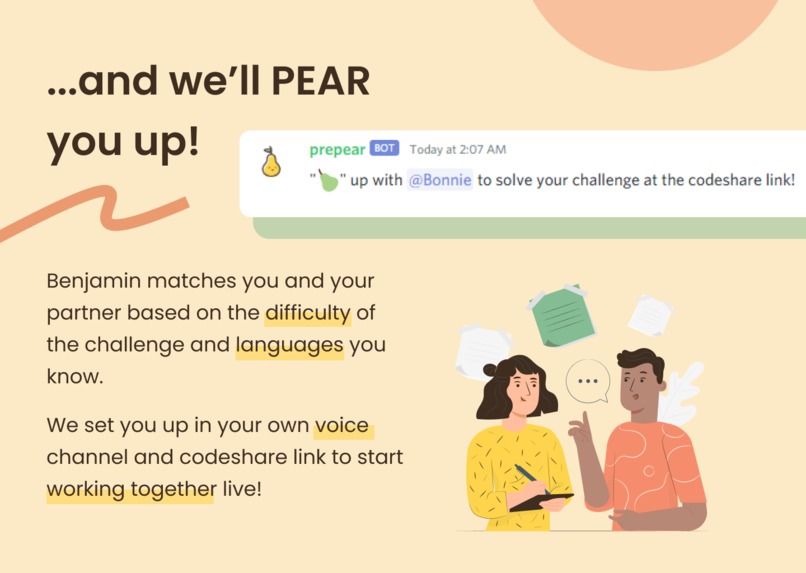 ...and we’ll PEAR
you up!
prepear BOT Today at 2:07 AM
"🍐" up with @Bonnie to solve your challenge at the codeshare link!
Benjamin matches you and your
partner based on the difficulty of
the challenge and languages you
know.
We set you up in your own voice
channel and codeshare link to start
working together live!